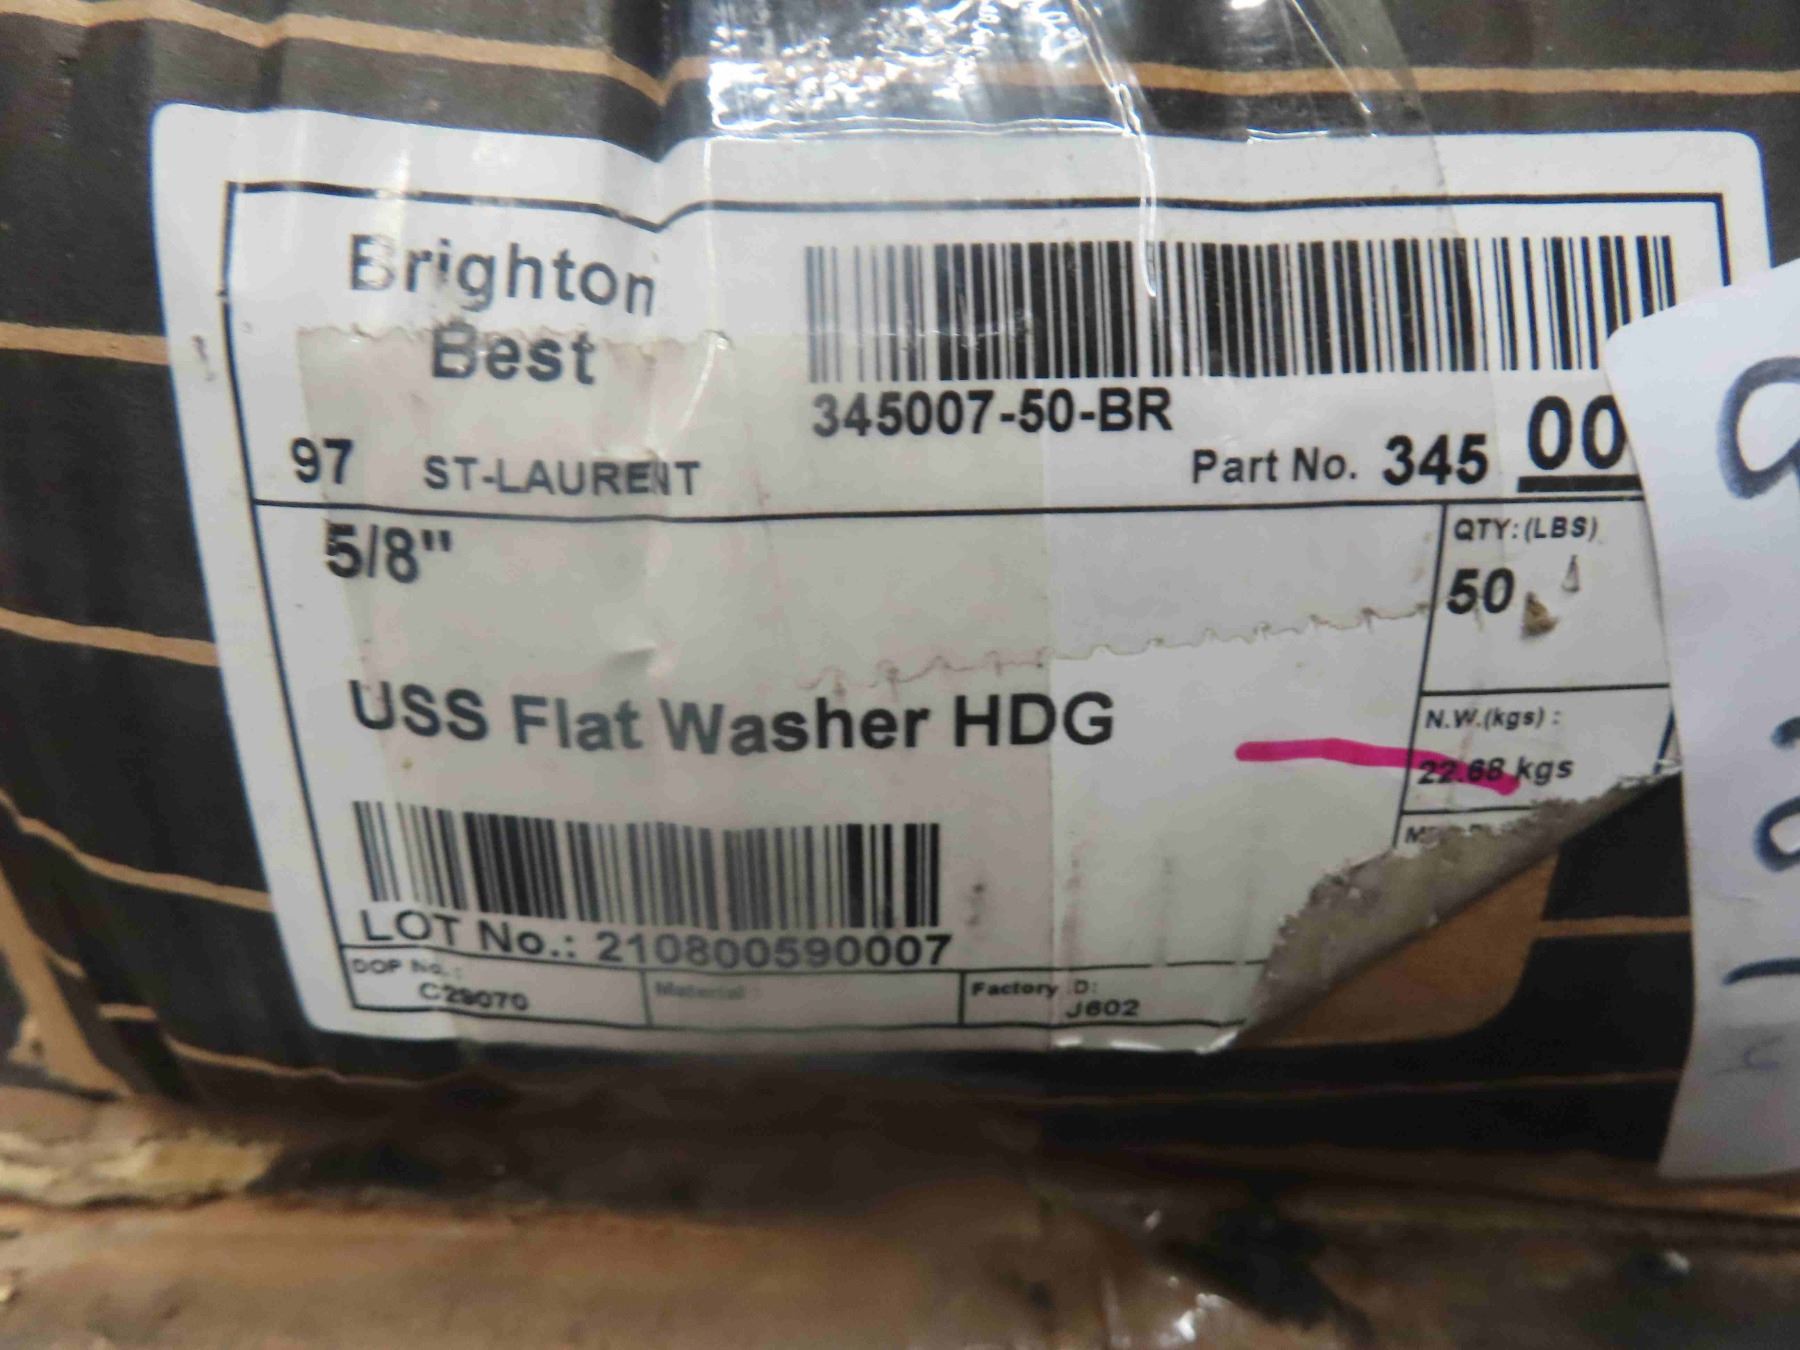 Brighton
Best
345007-50-BR
97 ST-LAURENT
Part No. 345 00
5/8"
QTY:(LBS)
50
USS Flat Washer HDG
N.W.(kgs) :
22.68 kgs
LOT No.: 210800590007
DOP No.:
C29070
Material
Factory ID:
J602